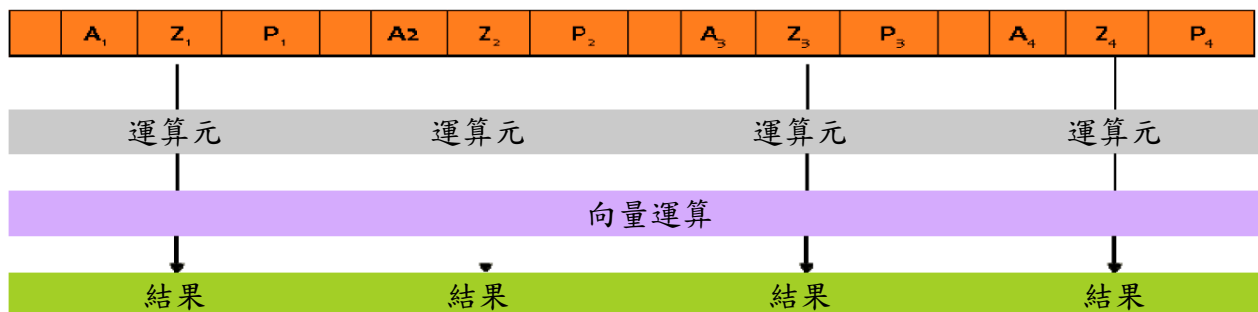 A₁ Z₁ P₁ A2 Z₂ P₂ A₃ Z₃ P₃ A₄ Z₄ P₄
運算元 運算元 運算元 運算元
向量運算
結果 結果 結果 結果